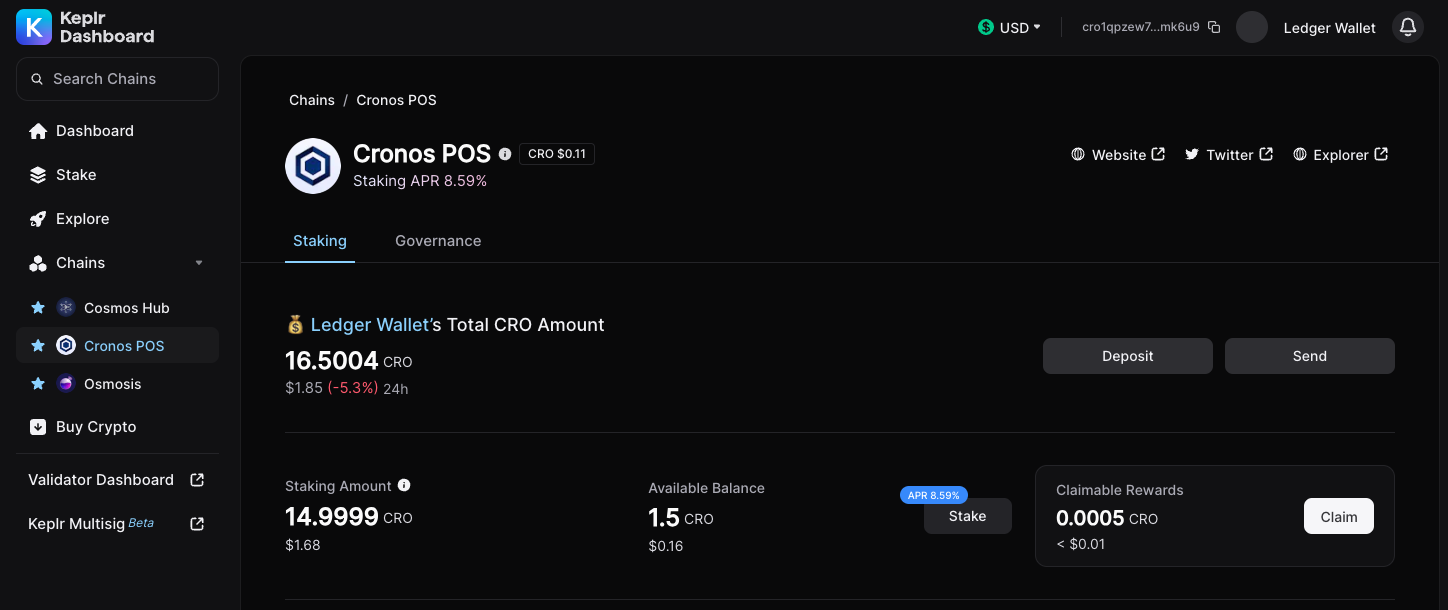 Keplr
Dashboard
USD
cro1qpzew7...mk6u9
Ledger Wallet
Search Chains
Dashboard
Stake
Explore
Chains
Cosmos Hub
Cronos POS
Osmosis
Buy Crypto
Validator Dashboard
Keplr Multisig Beta
Chains / Cronos POS
Cronos POS
CRO $0.11
Staking APR 8.59%
Website
Twitter
Explorer
Staking
Governance
Ledger Wallet’s Total CRO Amount
16.5004 CRO
$1.85 (-5.3%) 24h
Deposit
Send
Staking Amount
14.9999 CRO
$1.68
Available Balance
1.5 CRO
$0.16
APR 8.59%
Stake
Claimable Rewards
0.0005 CRO
< $0.01
Claim